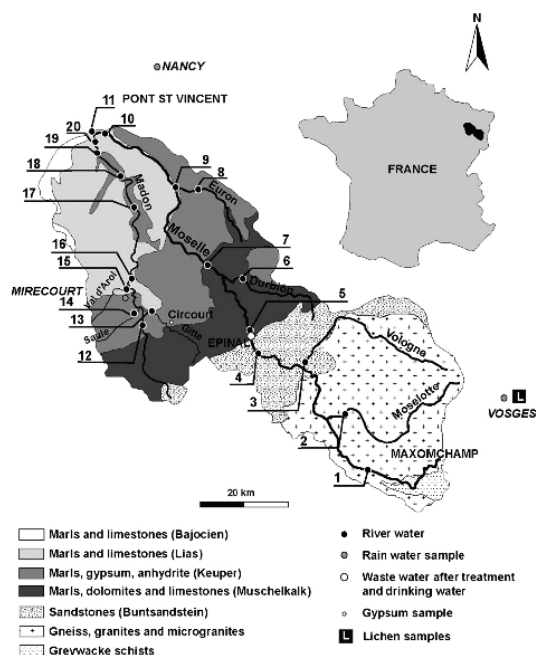 N
NANCY
PONT ST VINCENT
11
10
20
19
9
18
8
Euron
17
Madon
FRANCE
Moselle
7
16
6
15
Durbion
MIRECOURT
Val d'Arol
5
14
Circourt
13
Gitte
Saule
EPINAL
Vologne
12
4
Moselotte
3
L
VOSGES
2
MAXOMCHAMP
1
20 km
Marls and limestones (Bajocien)
Marls and limestones (Lias)
Marls, gypsum, anhydrite (Keuper)
Marls, dolomites and limestones (Muschelkalk)
Sandstones (Buntsandstein)
Gneiss, granites and microgranites
Greywacke schists
River water
Rain water sample
Waste water after treatment
and drinking water
Gypsum sample
L Lichen samples